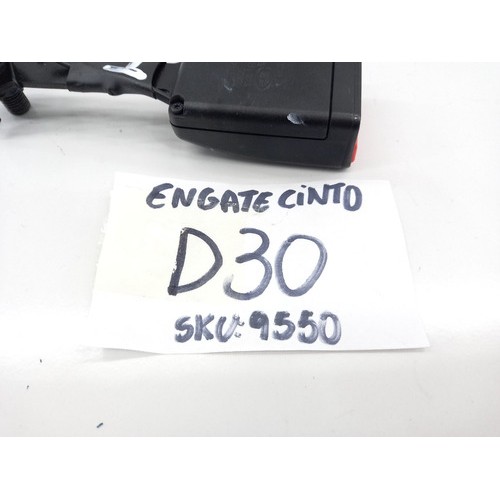 ENGATE CiNTO
D30
SKU:9550